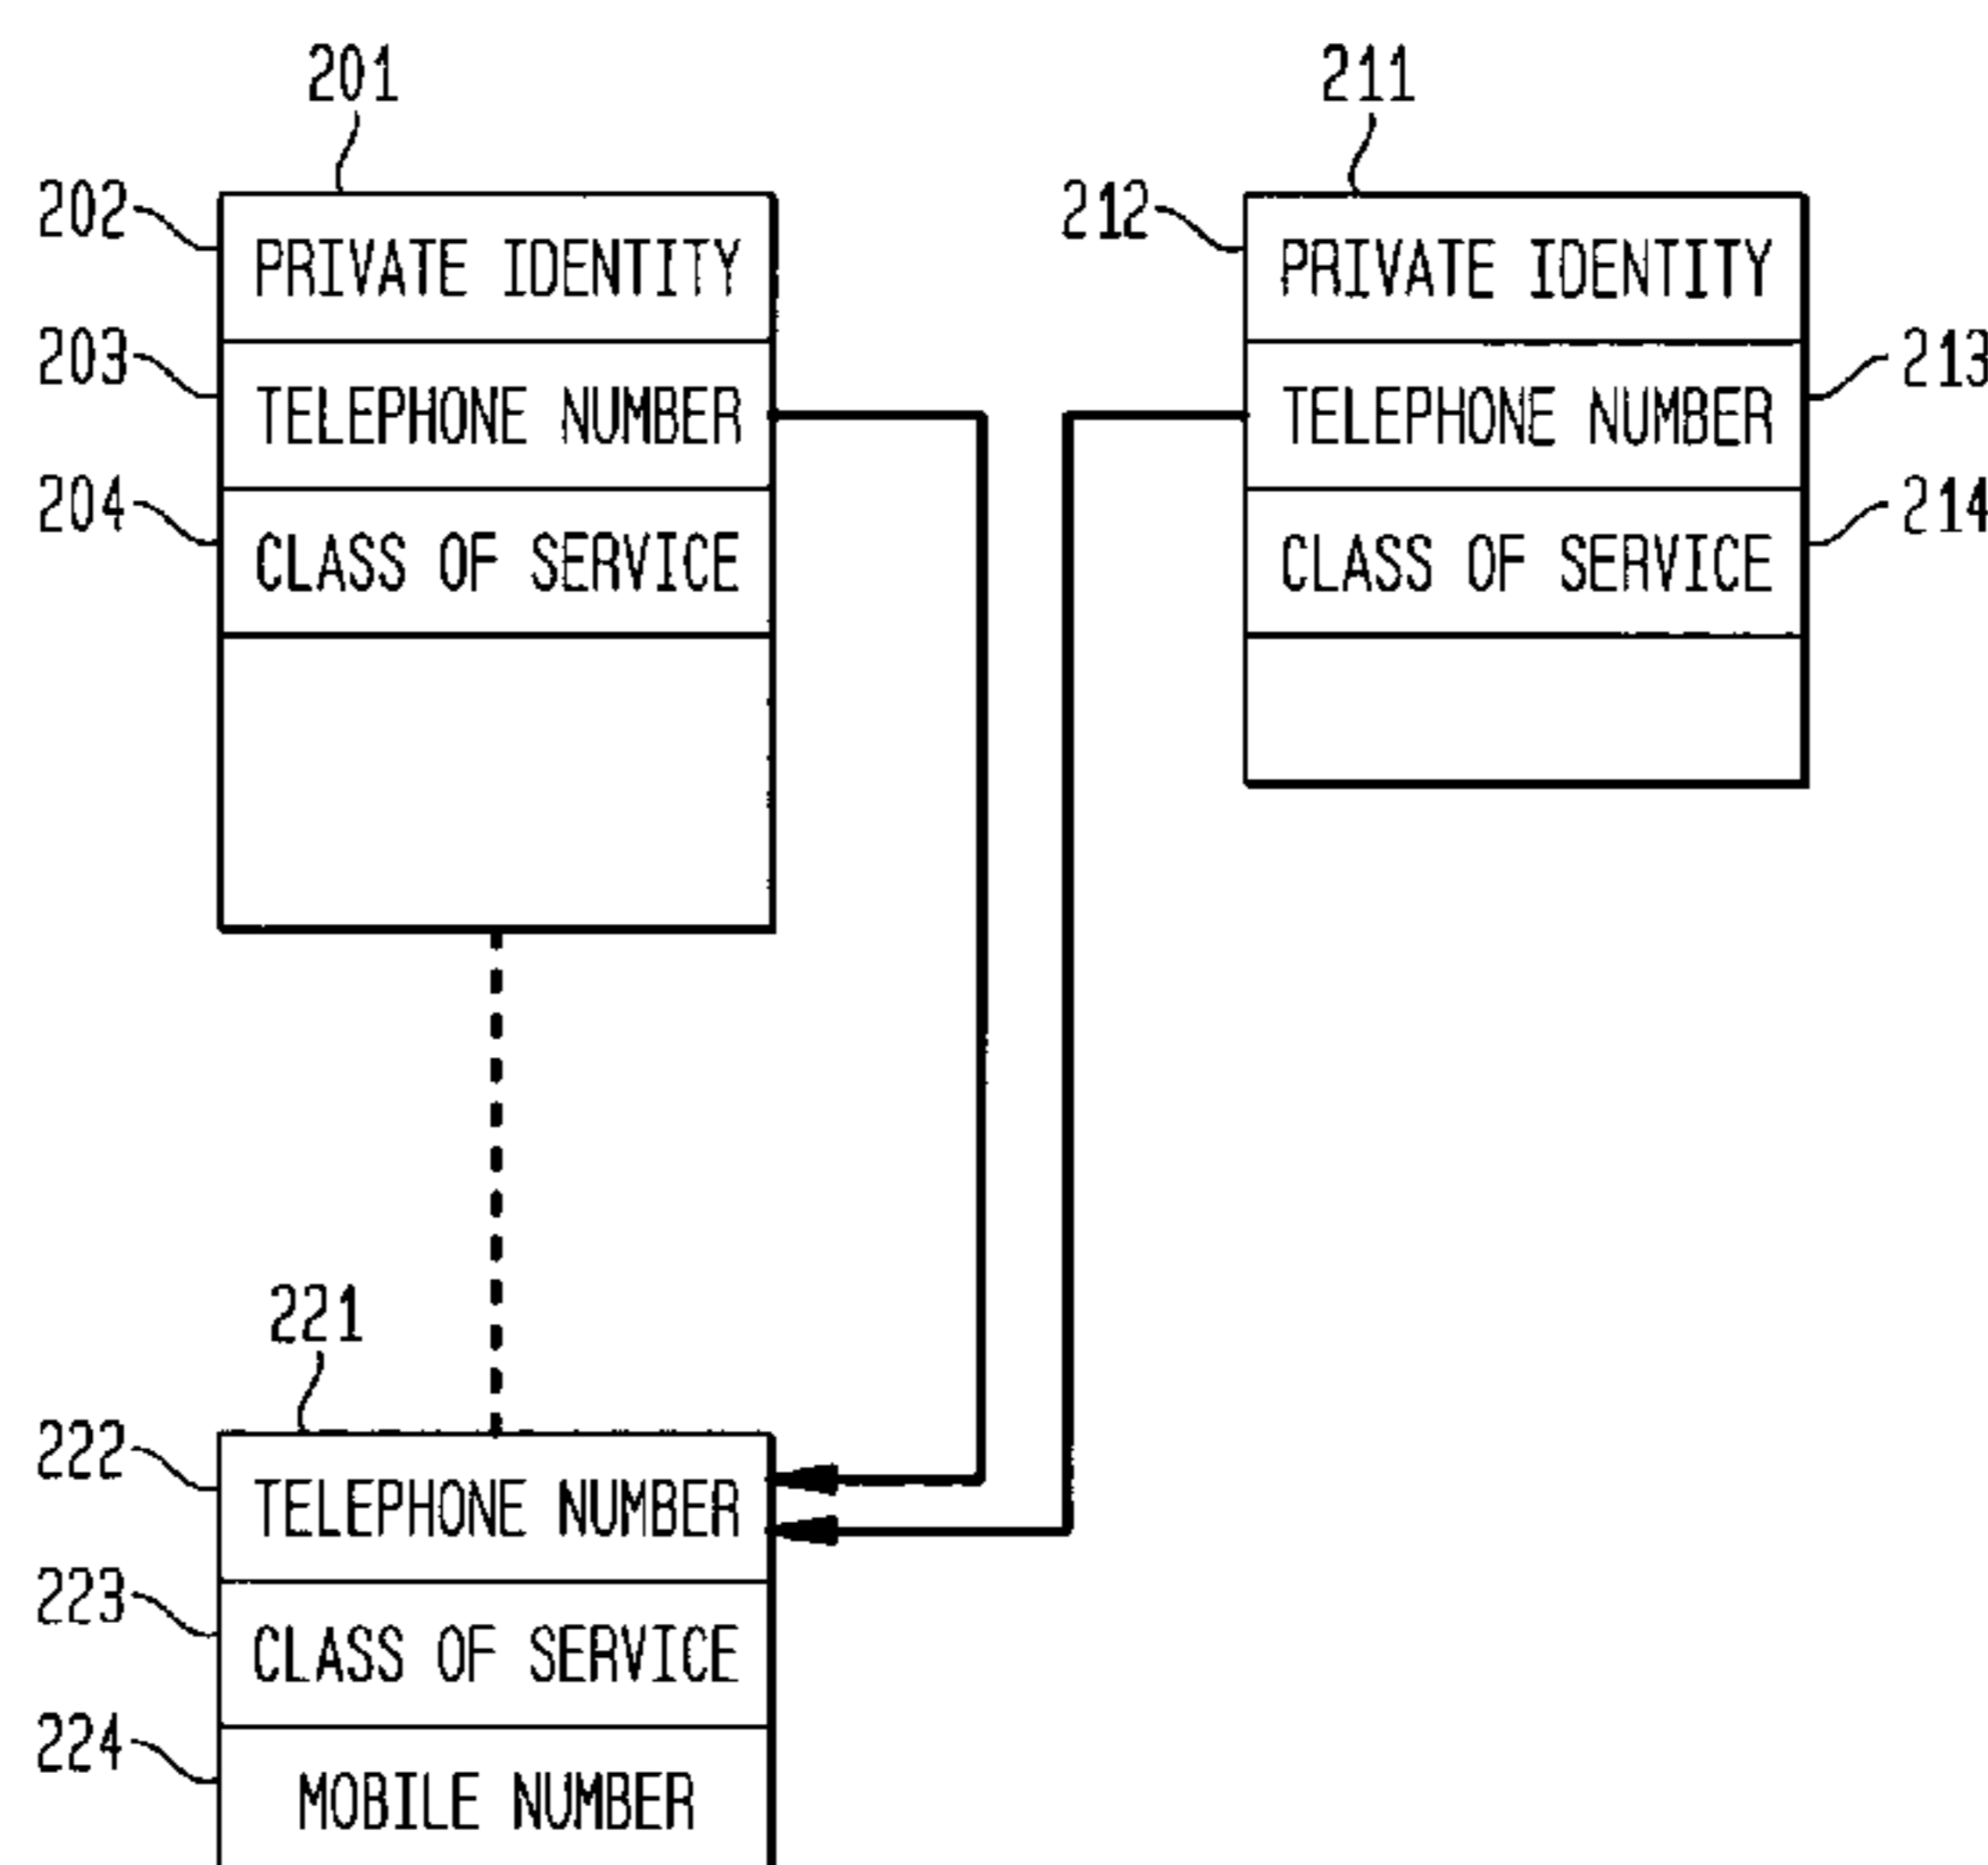 201
202
PRIVATE IDENTITY
203
TELEPHONE NUMBER
204
CLASS OF SERVICE
211
212
PRIVATE IDENTITY
213
TELEPHONE NUMBER
214
CLASS OF SERVICE
221
222
TELEPHONE NUMBER
223
CLASS OF SERVICE
224
MOBILE NUMBER